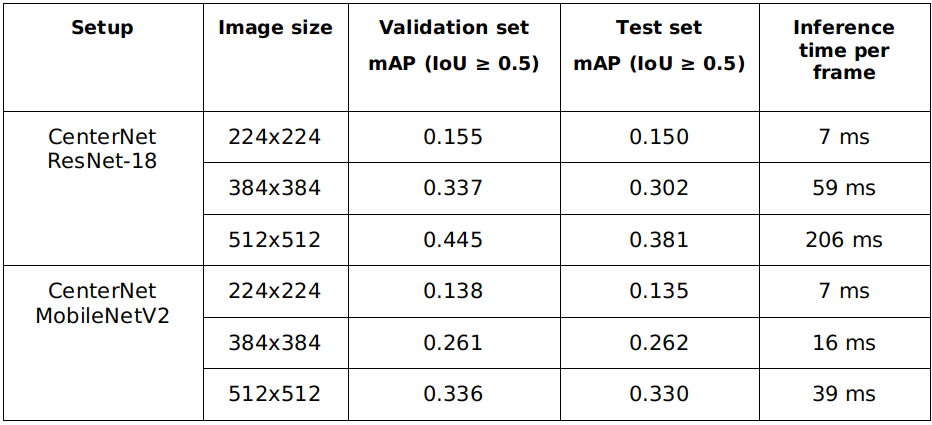 Setup
Image size
Validation set
mAP (IoU ≥ 0.5)
Test set
mAP (IoU ≥ 0.5)
Inference
time per
frame
CenterNet
ResNet-18
224x224
0.155
0.150
7 ms
384x384
0.337
0.302
59 ms
512x512
0.445
0.381
206 ms
CenterNet
MobileNetV2
224x224
0.138
0.135
7 ms
384x384
0.261
0.262
16 ms
512x512
0.336
0.330
39 ms